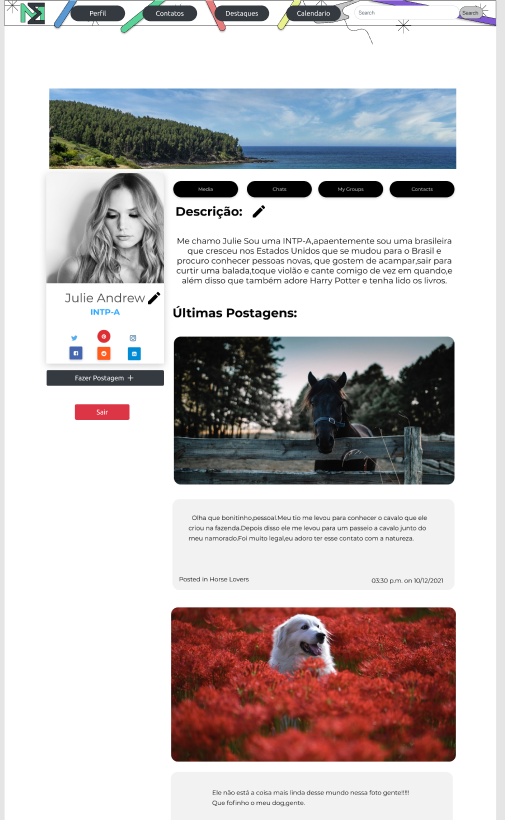 Perfil
Contatos
Destaques
Calendario
Search
Search
Media
Chats
My Groups
Contacts
Descrição:
Me chamo Julie Sou uma INTP-A,apaentemente sou uma brasileira
que cresceu nos Estados Unidos que se mudou para o Brasil e
procuro conhecer pessoas novas, que gostem de acampar,sair para
curtir uma balada,toque violão e cante comigo de vez em quando,e
além disso que também adore Harry Potter e tenha lido os livros.
Julie Andrew
INTP-A
Fazer Postagem +
Sair
Últimas Postagens:
Olha que bonitinho,pessoal.Meu tio me levou para conhecer o cavalo que ele
criou na fazenda.Depois disso ele me levou para um passeio a cavalo junto do
meu namorado.Foi muito legal,eu adoro ter esse contato com a natureza.
Posted in Horse Lovers
03:30 p.m. on 10/12/2021
Ele não está a coisa mais linda desse mundo nessa foto gente!!!!!
Que fofinho o meu dog,gente.